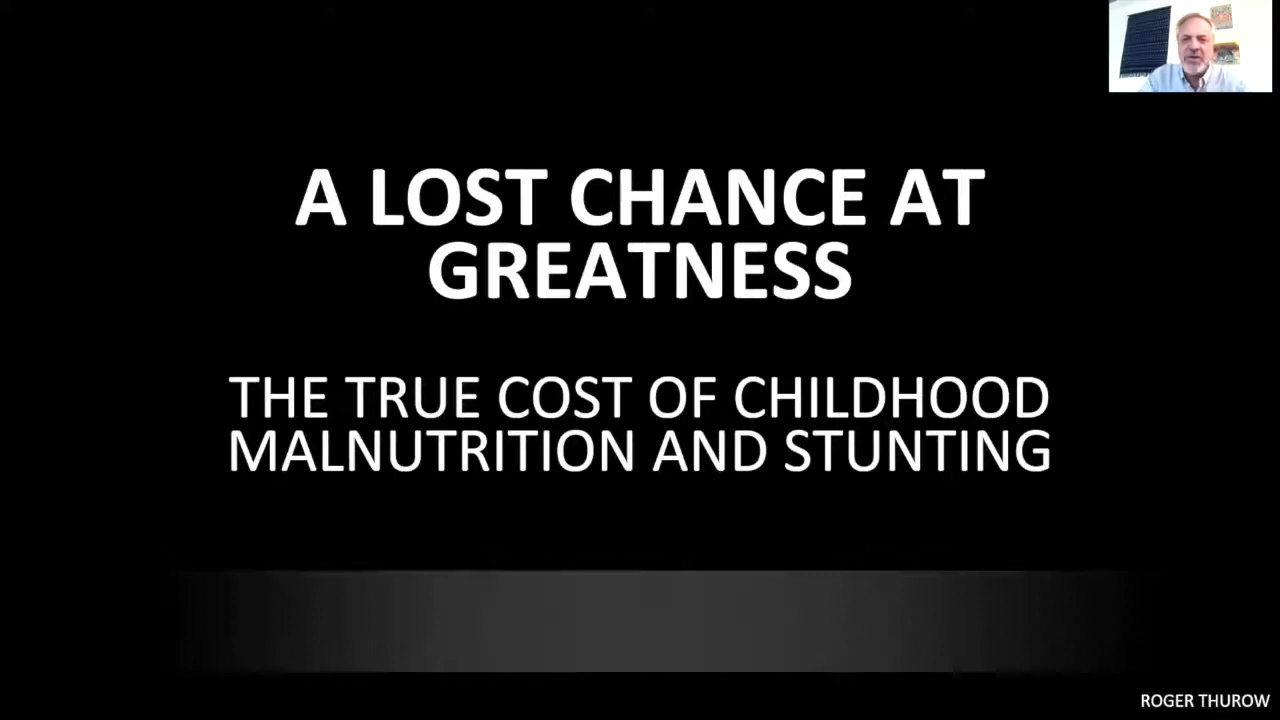 A LOST CHANCE AT
GREATNESS
THE TRUE COST OF CHILDHOOD
MALNUTRITION AND STUNTING
ROGER THUROW